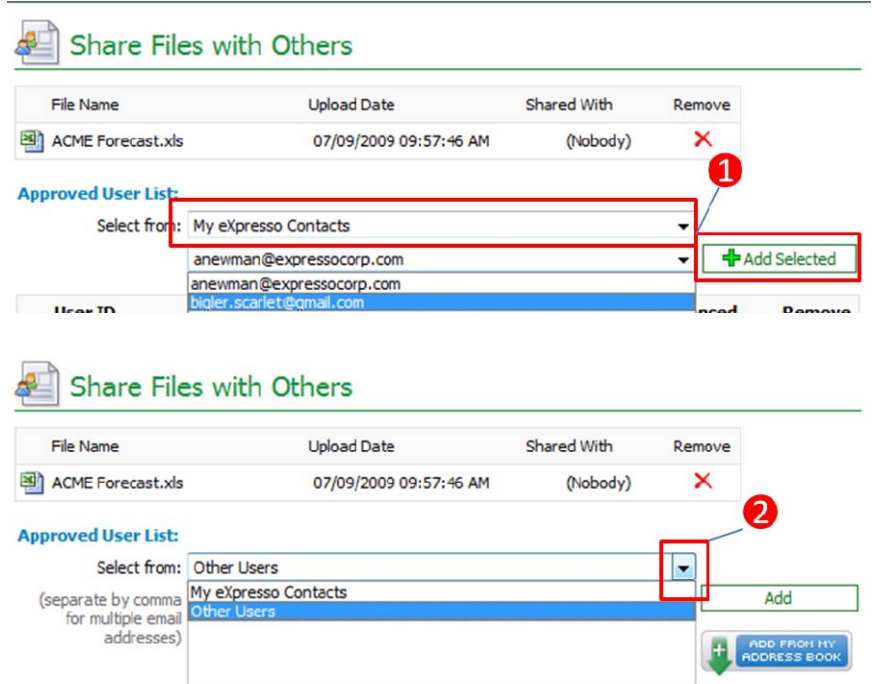 Share Files with Others
File Name Upload Date Shared With Remove
ACME Forecast.xls 07/09/2009 09:57:46 AM (Nobody)
1
Approved User List:
Select from: My eXpresso Contacts
anewman@expressocorp.com Add Selected
anewman@expressocorp.com
bigler.scarlet@gmail.com
User ID nced Remove
Share Files with Others
File Name Upload Date Shared With Remove
ACME Forecast.xls 07/09/2009 09:57:46 AM (Nobody)
2
Approved User List:
Select from: Other Users
(separate by comma My eXpresso Contacts Add
for multiple email Other Users
addresses)
ADD FROM MY
ADDRESS BOOK